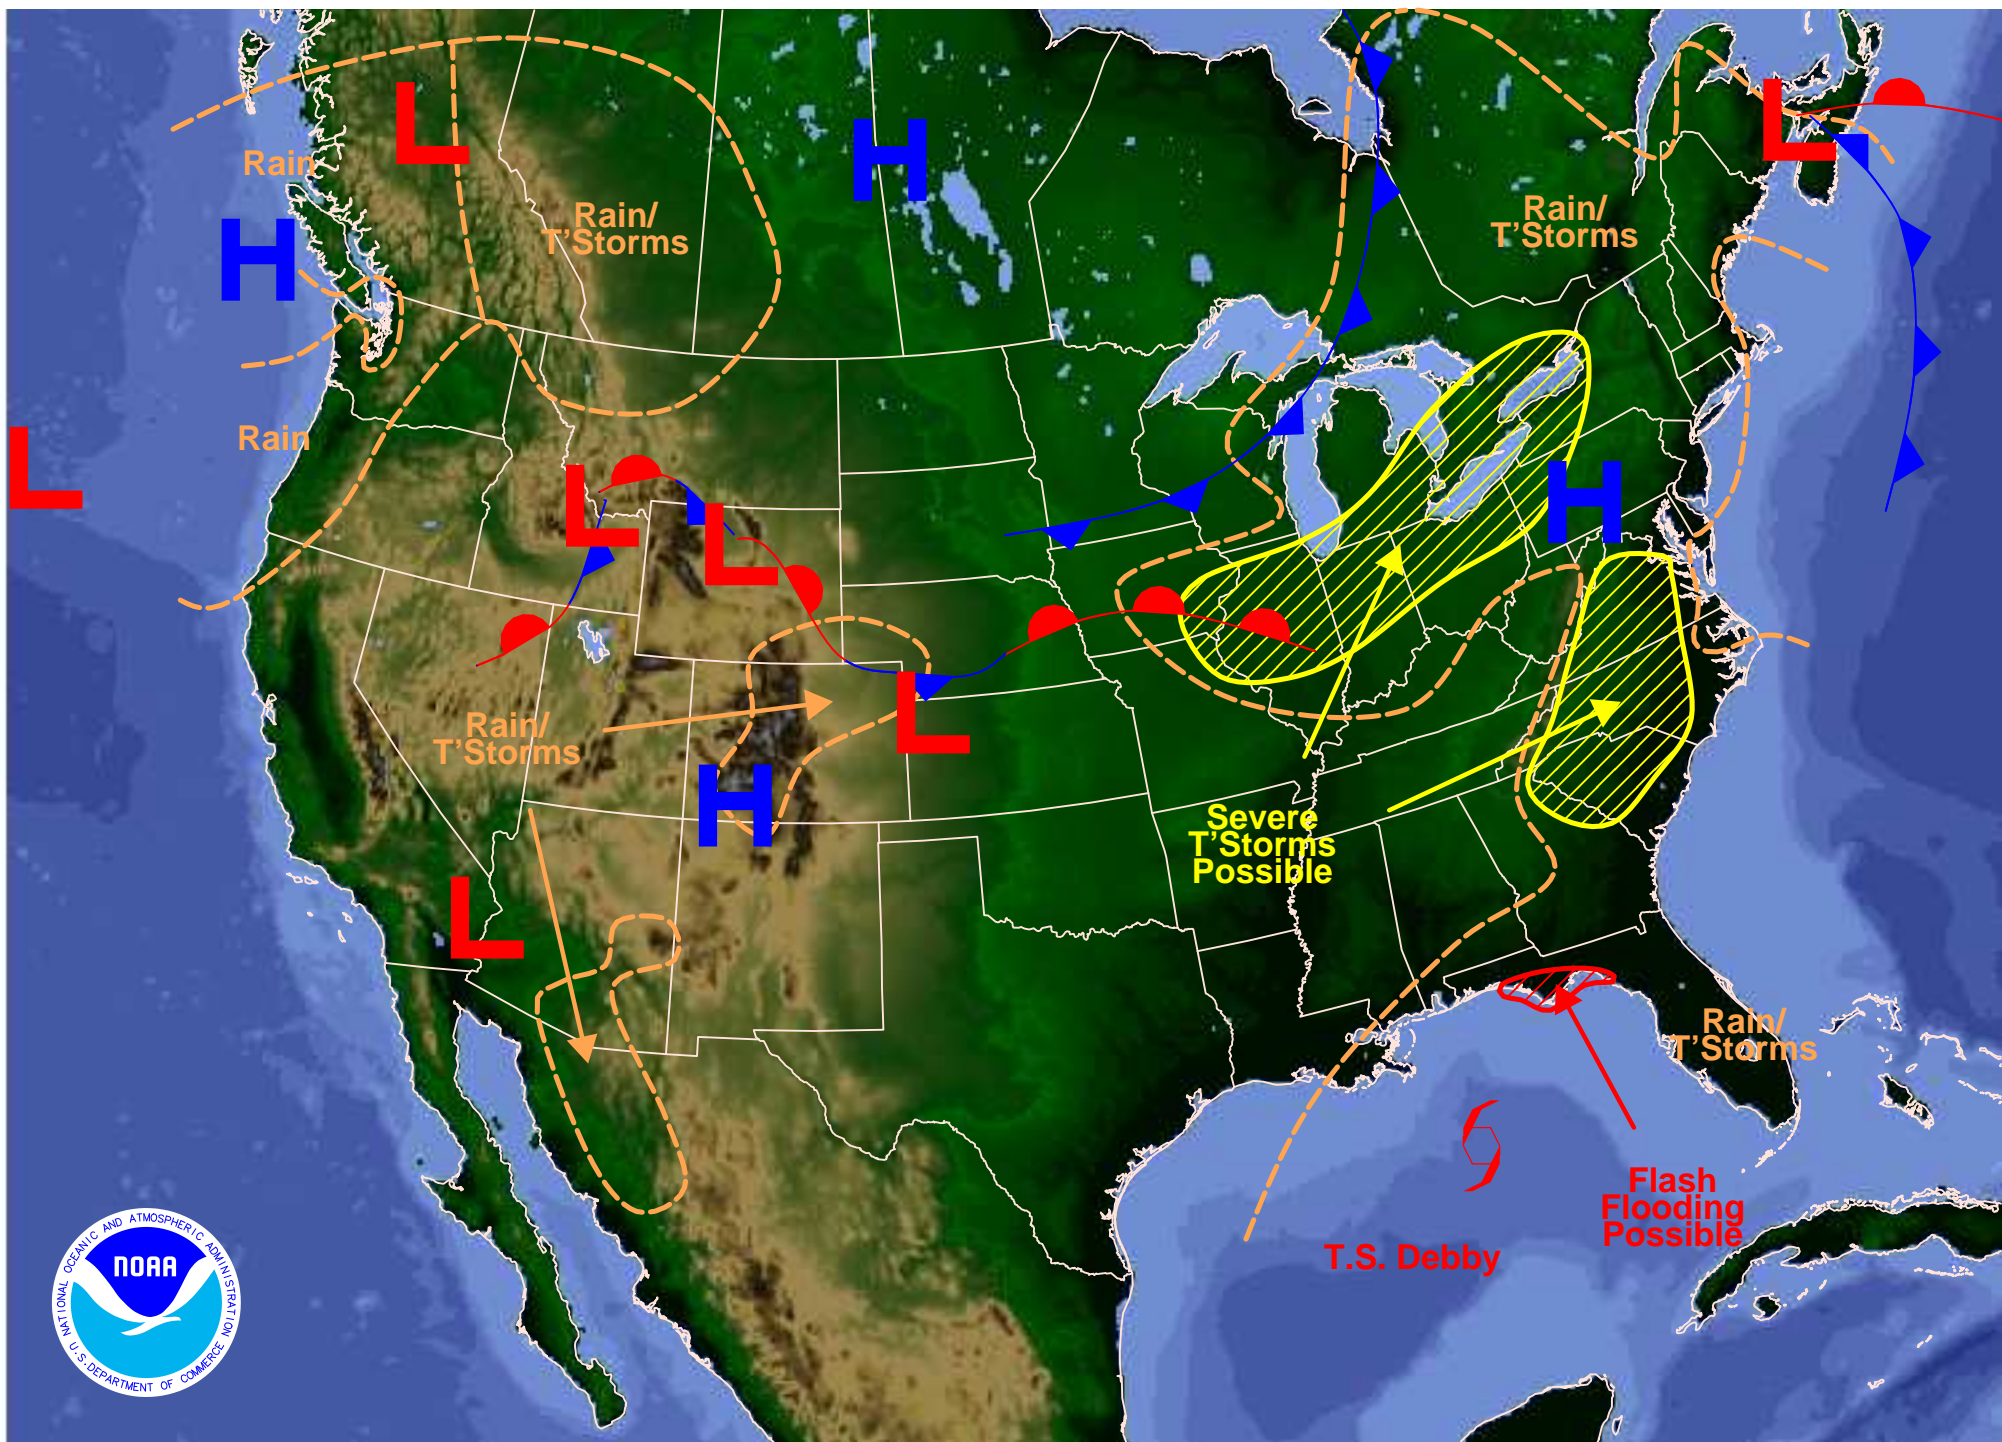 L
H
L
Rain
Rain/
T'Storms
Rain/
T'Storms
H
Rain
L
L
L
H
Rain/
T'Storms
L
H
Severe
T'Storms
Possible
L
Rain/
T'Storms
Flash
Flooding
Possible
T.S. Debby
NATIONAL OCEANIC AND ATMOSPHERIC ADMINISTRATION
NOAA
U.S. DEPARTMENT OF COMMERCE